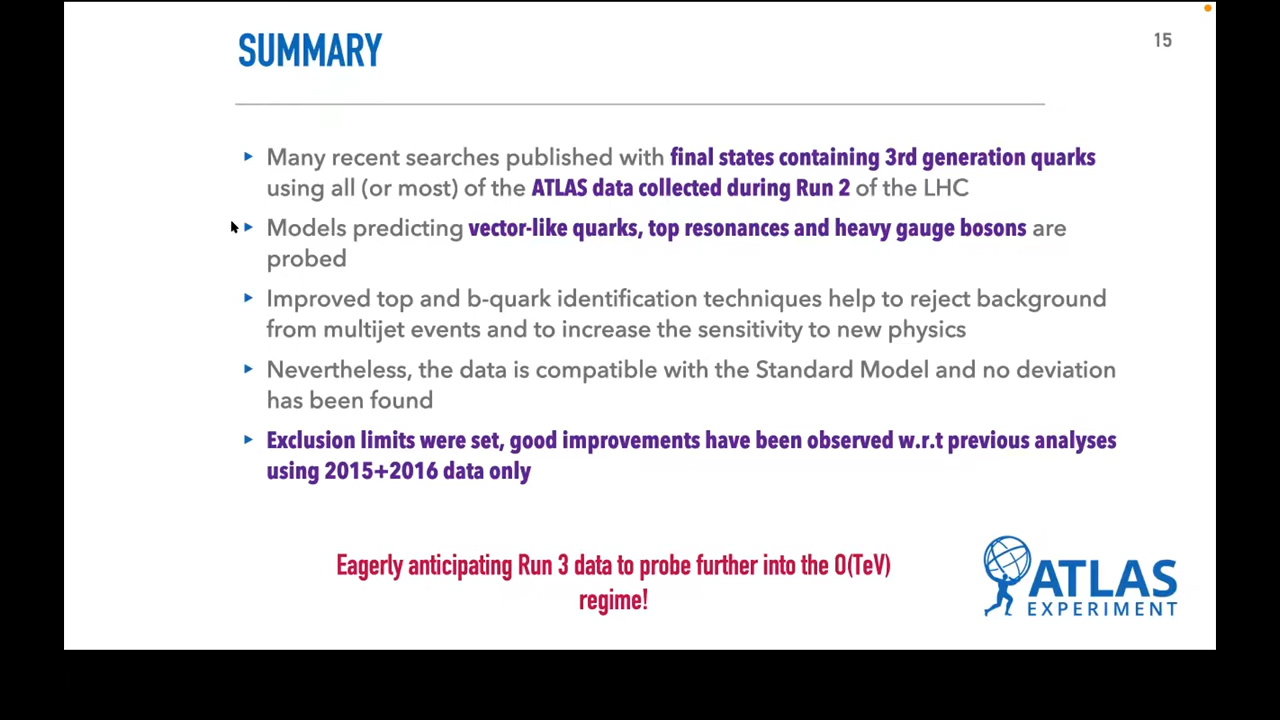 SUMMARY
15
Many recent searches published with final states containing 3rd generation quarks
using all (or most) of the ATLAS data collected during Run 2 of the LHC
Models predicting vector-like quarks, top resonances and heavy gauge bosons are
probed
Improved top and b-quark identification techniques help to reject background
from multijet events and to increase the sensitivity to new physics
Nevertheless, the data is compatible with the Standard Model and no deviation
has been found
Exclusion limits were set, good improvements have been observed w.r.t previous analyses
using 2015+2016 data only
Eagerly anticipating Run 3 data to probe further into the O(TeV)
regime!
ATLAS
EXPERIMENT